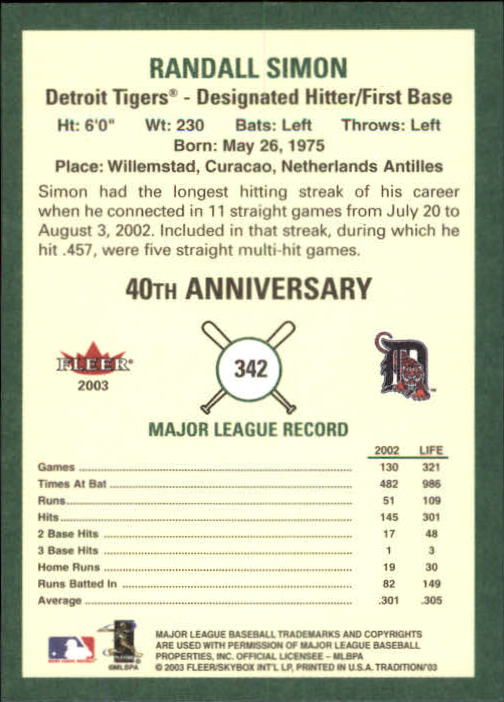 RANDALL SIMON
Detroit Tigers® - Designated Hitter/First Base
Ht: 6'0" Wt: 230 Bats: Left Throws: Left
Born: May 26, 1975
Place: Willemstad, Curacao, Netherlands Antilles
Simon had the longest hitting streak of his career
when he connected in 11 straight games from July 20 to
August 3, 2002. Included in that streak, during which he
hit .457, were five straight multi-hit games.
40TH ANNIVERSARY
FLEER®
2003
342
D
MAJOR LEAGUE RECORD
2002 LIFE
Games 130 321
Times At Bat 482 986
Runs 51 109
Hits 145 301
2 Base Hits 17 48
3 Base Hits 1 3
Home Runs 19 30
Runs Batted In 82 149
Average .301 .305
©MLBPA
MAJOR LEAGUE BASEBALL TRADEMARKS AND COPYRIGHTS
ARE USED WITH PERMISSION OF MAJOR LEAGUE BASEBALL
PROPERTIES, INC. OFFICIAL LICENSEE - MLBPA
© 2003 FLEER/SKYBOX INT'L LP, PRINTED IN U.S.A. TRADITION'03